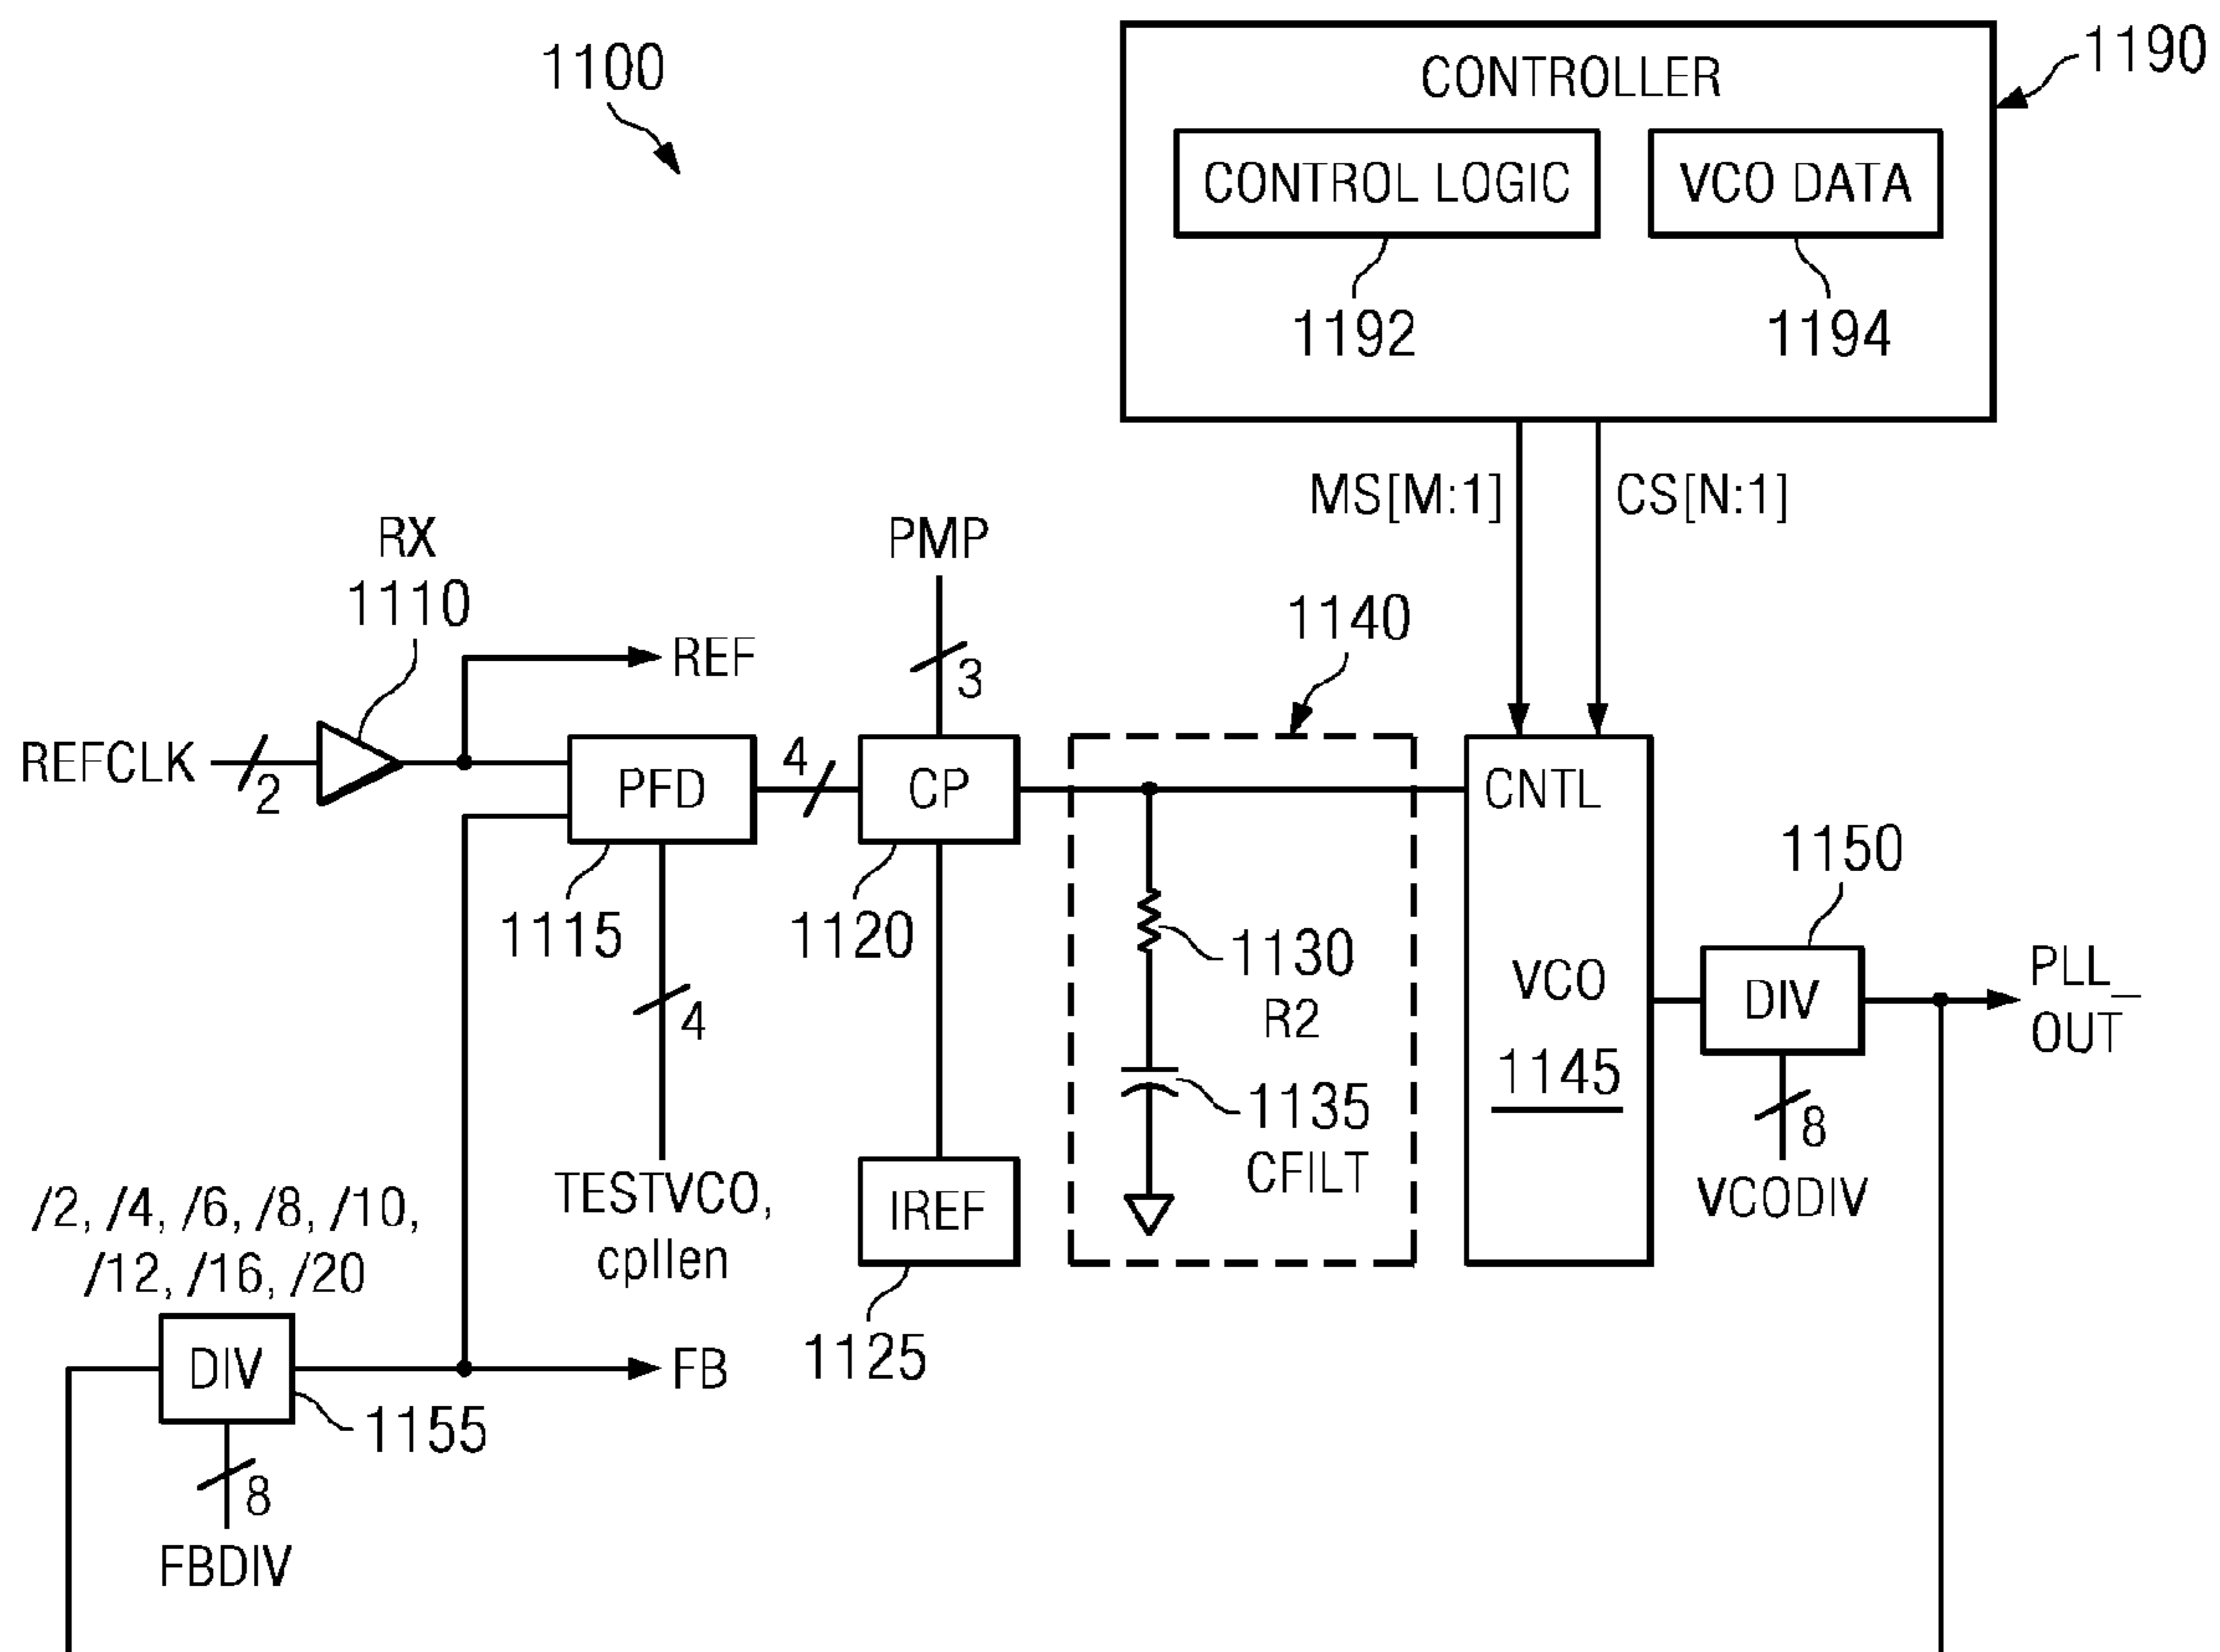 1100
CONTROLLER
1190
CONTROL LOGIC
VCO DATA
1192
1194
MS[M:1]
CS[N:1]
RX
1110
PMP
3
1140
REF
REFCLK
2
PFD
4
CP
CNTL
1115
1120
1130
R2
VCO
1145
1150
DIV
PLL_
OUT
4
1135
CFILT
8
VCODIV
TESTVCO,
cpllen
IREF
1125
/2, /4, /6, /8, /10,
/12, /16, /20
DIV
FB
1155
8
FBDIV